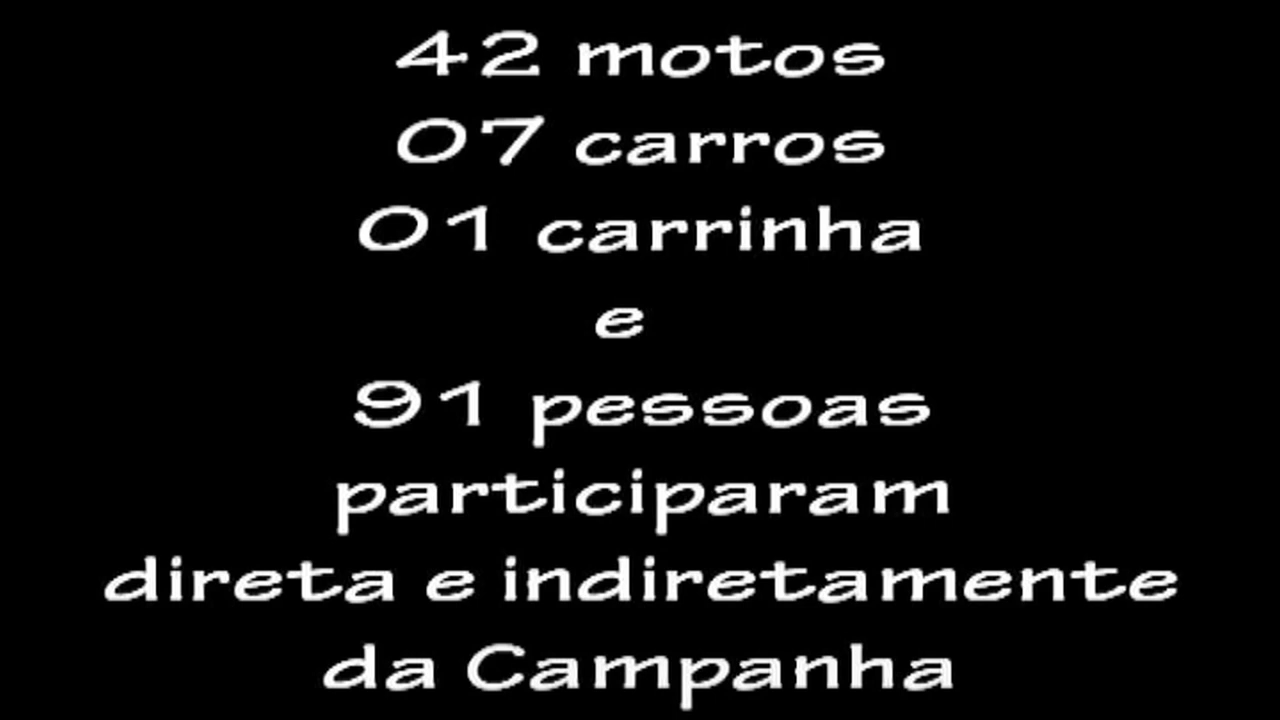 42 motos
07 carros
01 carrinha
e
91 pessoas
participaram
direta e indiretamente
da Campanha